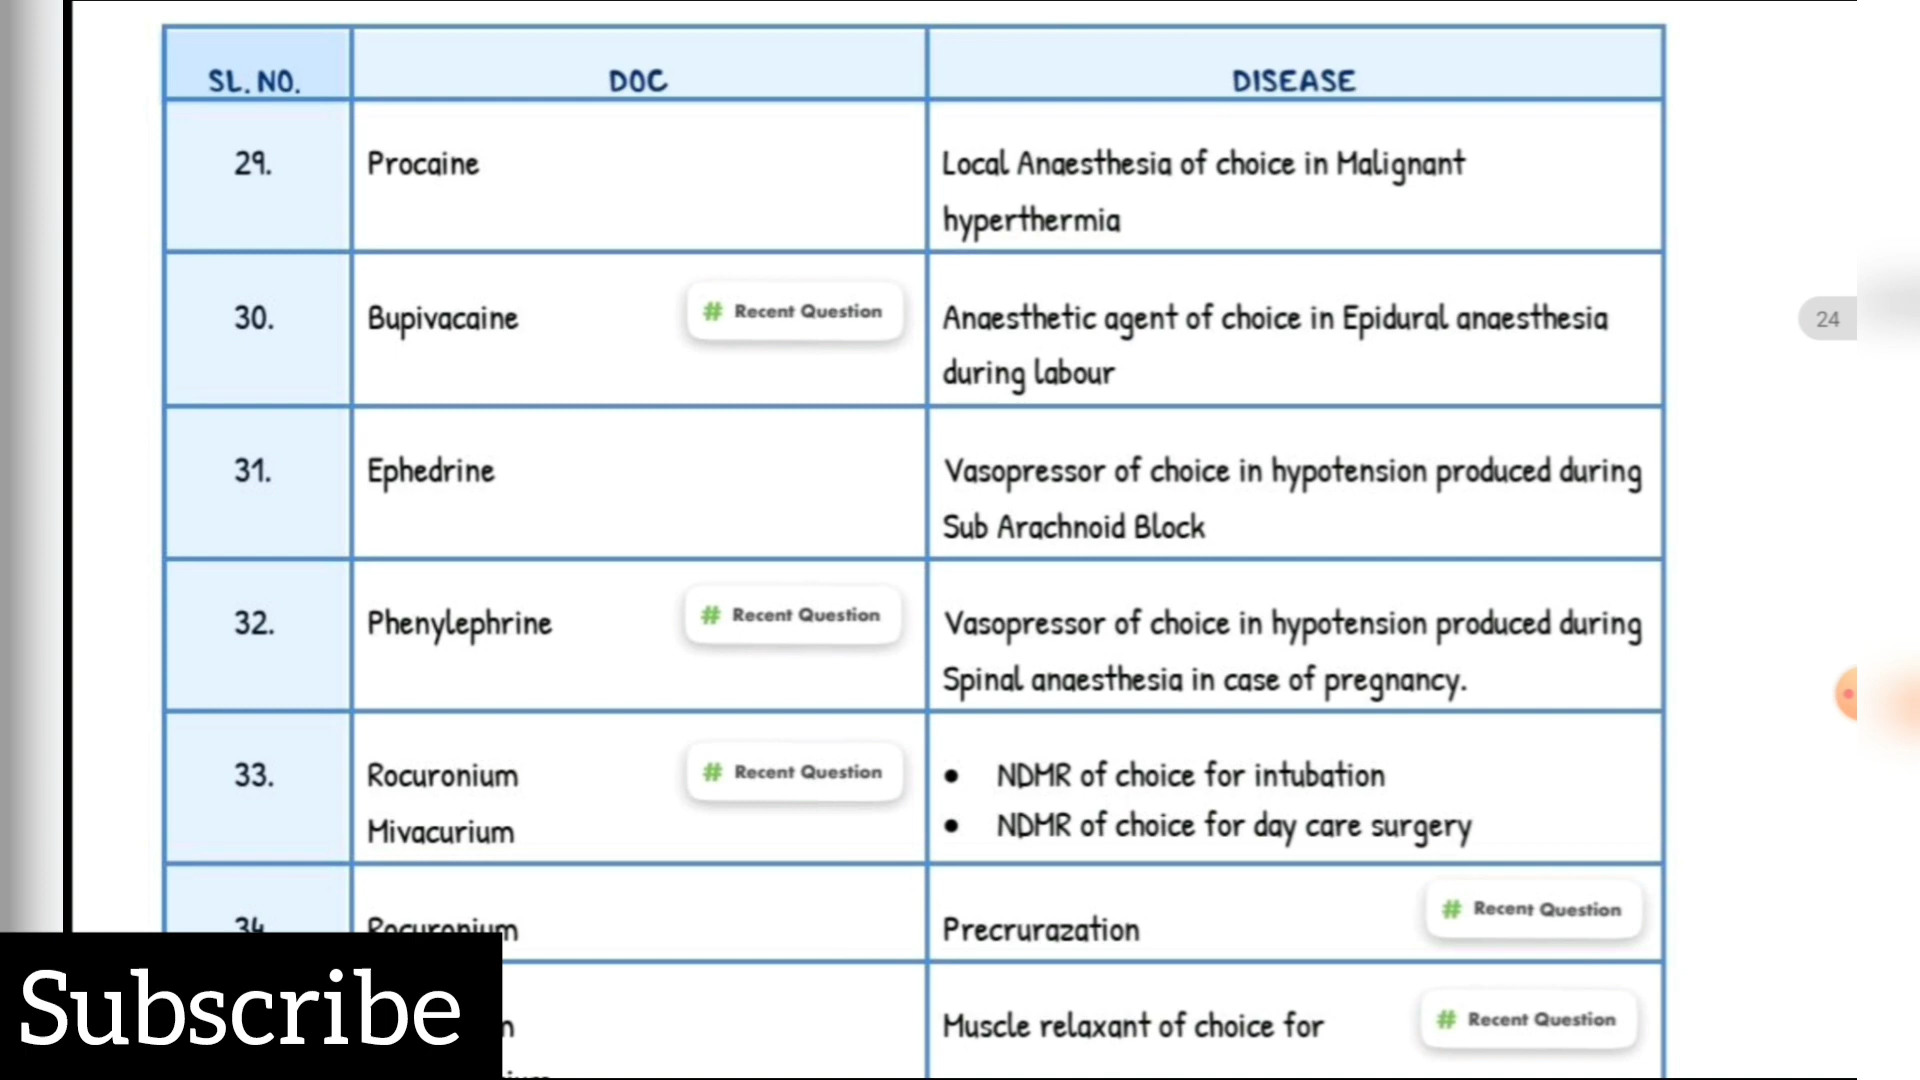 SL. NO. DOC DISEASE
29. Procaine Local Anaesthesia of choice in Malignant
hyperthermia
30. Bupivacaine # Recent Question Anaesthetic agent of choice in Epidural anaesthesia
during labour
24
31. Ephedrine Vasopressor of choice in hypotension produced during
Sub Arachnoid Block
32. Phenylephrine # Recent Question Vasopressor of choice in hypotension produced during
Spinal anaesthesia in case of pregnancy.
33. Rocuronium # Recent Question • NDMR of choice for intubation
Mivacurium • NDMR of choice for day care surgery
34. Rocuronium Precrurazation # Recent Question
Muscle relaxant of choice for # Recent Question
Subscribe